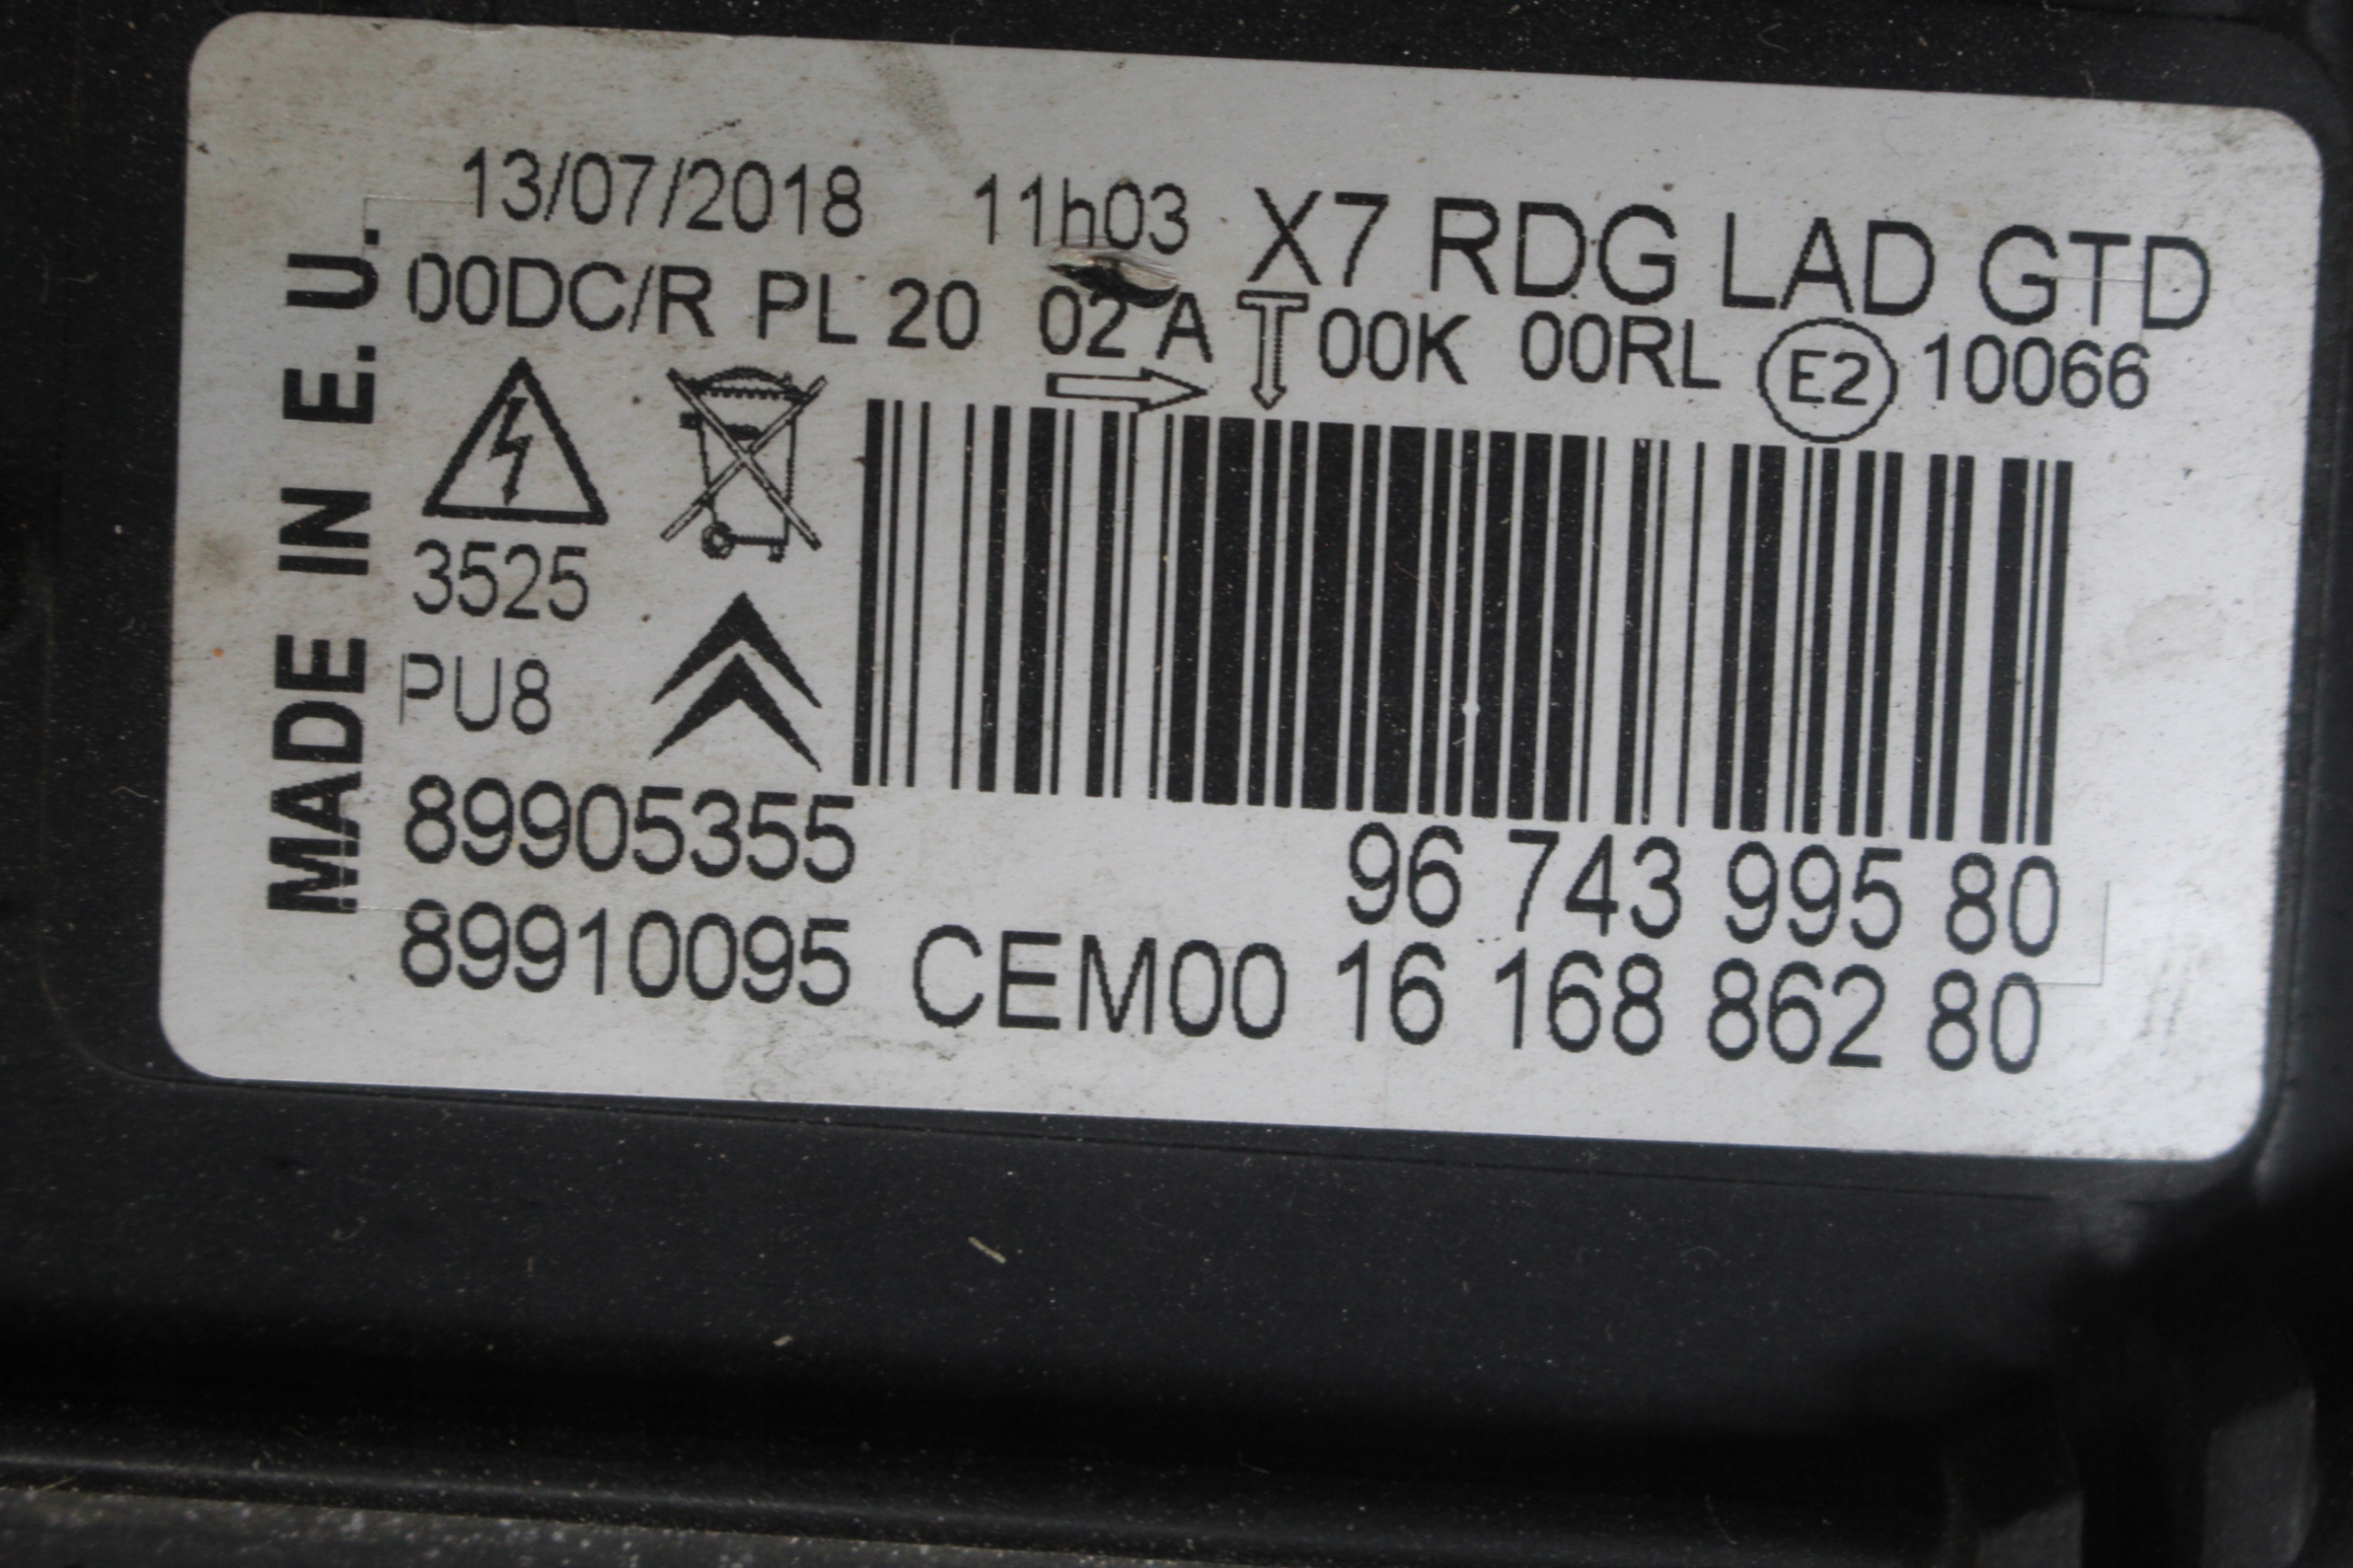 13/07/2018 11h03 X7 RDG LAD GTD
00DC/R PL 20 02 A 00K 00RL E2 10066
MADE IN E. U.
3525
PU8
89905355 96 743 995 80
89910095 CEM00 16 168 862 80